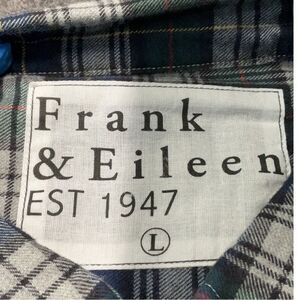 Frank
& Eileen
EST 1947
L